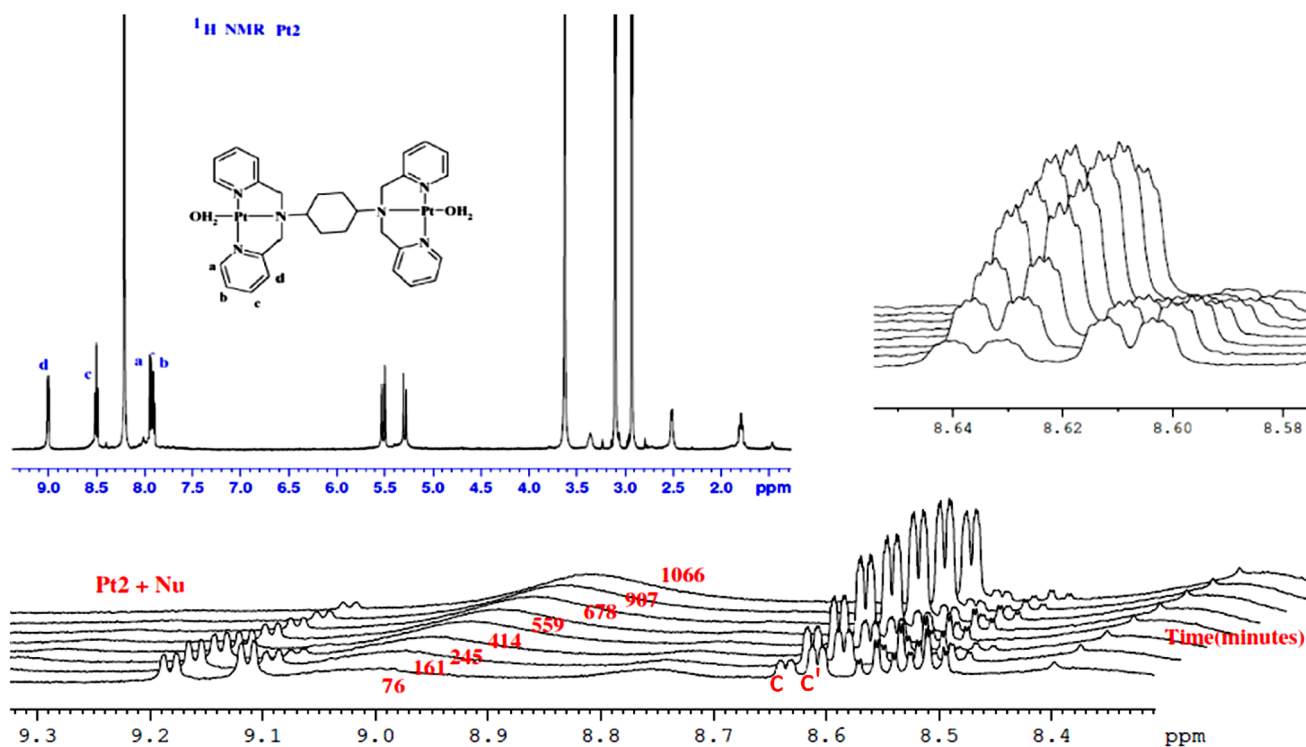 ¹H NMR Pt2
N
N
OH₂
Pt
N
N
Pt
OH₂
N
N
a
d
b
c
d
c
a
b
9.0 8.5 8.0 7.5 7.0 6.5 6.0 5.5 5.0 4.5 4.0 3.5 3.0 2.5 2.0 ppm
8.64 8.62 8.60 8.58
Pt2 + Nu
1066
907
678
559
414
245
161
76
Time(minutes)
C C'
9.3 9.2 9.1 9.0 8.9 8.8 8.7 8.6 8.5 8.4 ppm